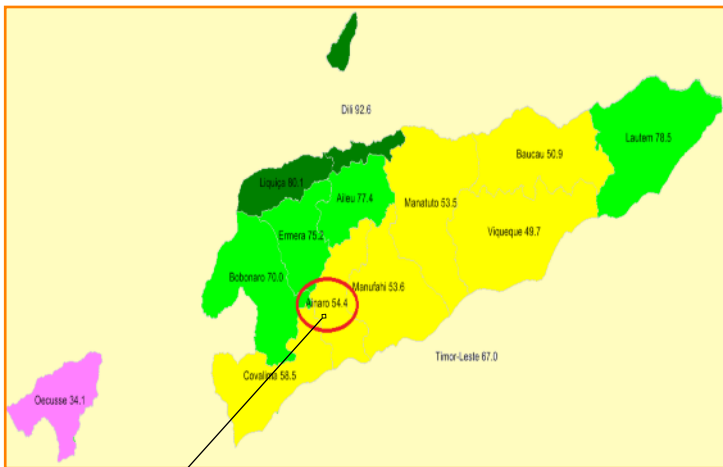 Dili 92.6
Lautem 78.5
Baucau 50.9
Liquiça 80.1
Aileu 77.4
Manatuto 53.5
Viqueque 49.7
Ermera 75.2
Bobonaro 70.0
Manufahi 53.6
Ainaro 54.4
Timor-Leste 67.0
Covalima 58.5
Oecusse 34.1